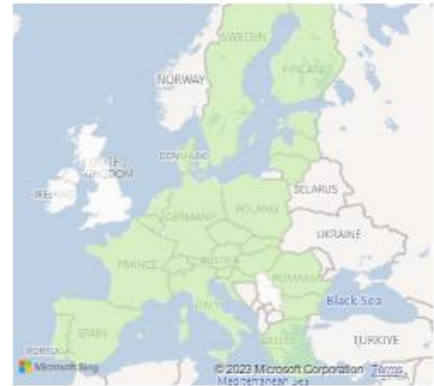 SWEDEN
FINLAND
NORWAY
DENMARK
UNITED
KINGDOM
IRELAND
BELARUS
POLAND
GERMANY
UKRAINE
FRANCE
AUSTRIA
ROMANIA
ITALY
Black Sea
SPAIN
GREECE
TÜRKIYE
PORTUGAL
Microsoft Bing
© 2023 Microsoft Corporation Terms
Mediterranean Sea